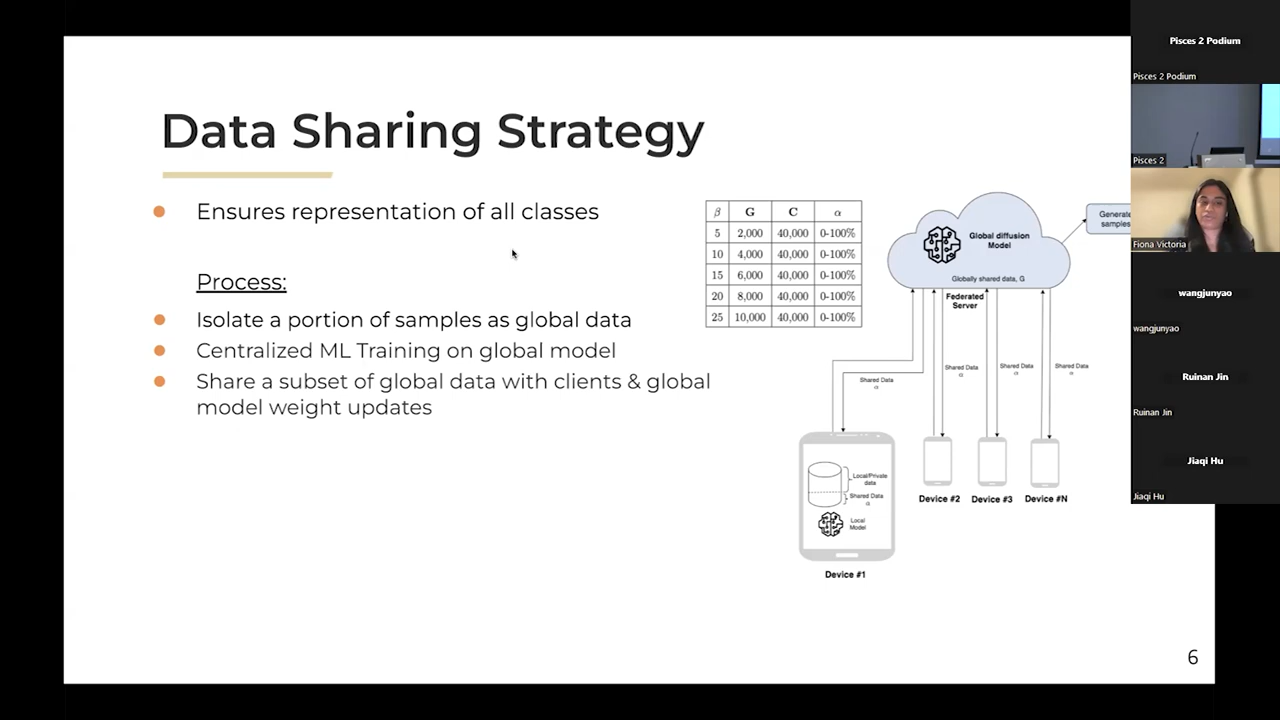 Data Sharing Strategy
Ensures representation of all classes
Process:
Isolate a portion of samples as global data
Centralized ML Training on global model
Share a subset of global data with clients & global
model weight updates
β G C α
5 2,000 40,000 0-100%
10 4,000 40,000 0-100%
15 6,000 40,000 0-100%
20 8,000 40,000 0-100%
25 10,000 40,000 0-100%
Global diffusion
Model
Globally shared data, G
Federated
Server
Generate
samples
Shared Data
α
Shared Data
α
Shared Data
α
Shared Data
α
Local/Private
data
Shared Data
α
Local
Model
Device #1
Device #2
Device #3
Device #N
6
Pisces 2 Podium
Pisces 2 Podium
Pisces 2
Fiona Victoria
wangjunyao
wangjunyao
Ruinan Jin
Ruinan Jin
Jiaqi Hu
Jiaqi Hu